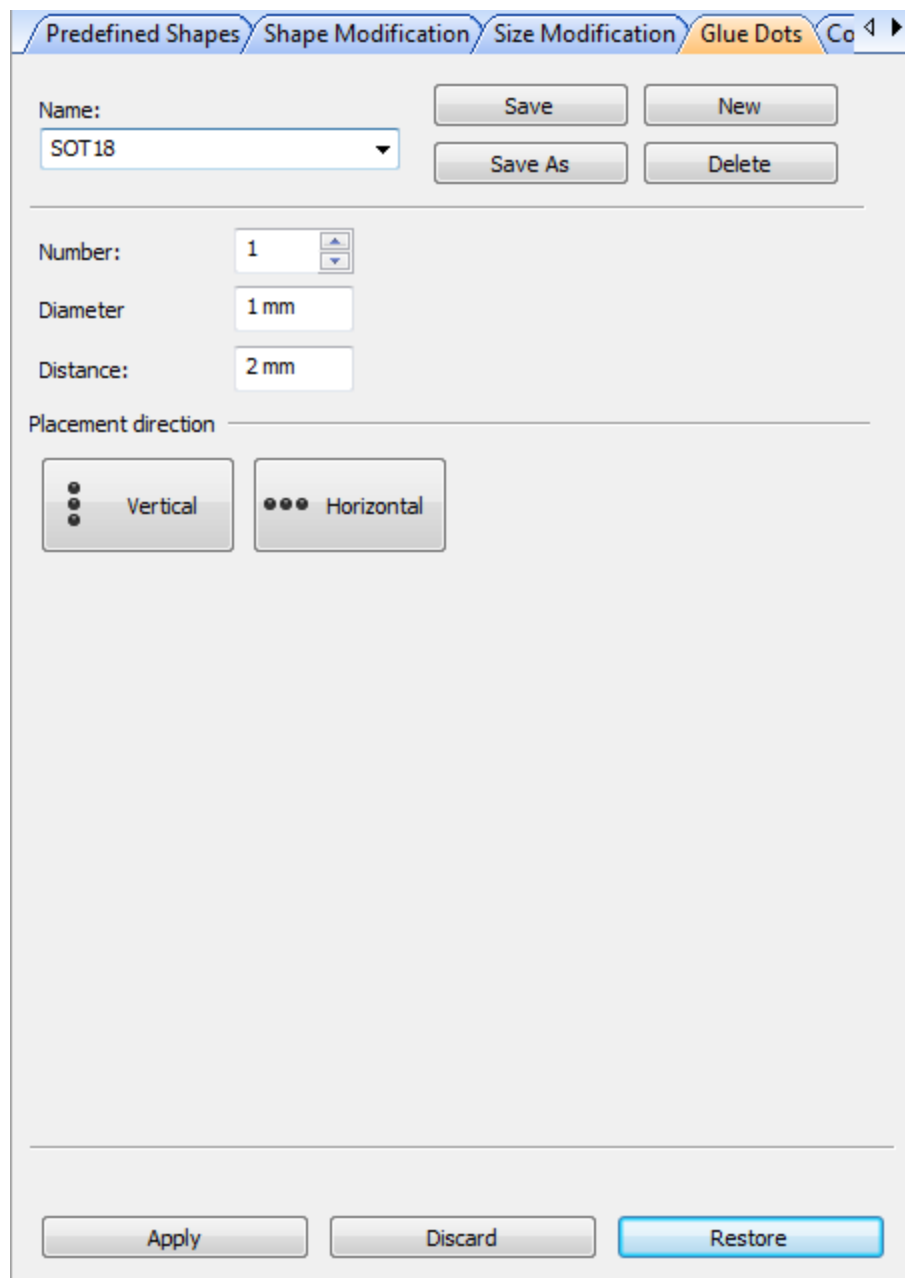 Predefined Shapes Shape Modification Size Modification Glue Dots Co
Name:
Save New
SOT18
Save As Delete
Number: 1
Diameter 1 mm
Distance: 2 mm
Placement direction
Vertical Horizontal
Apply Discard Restore